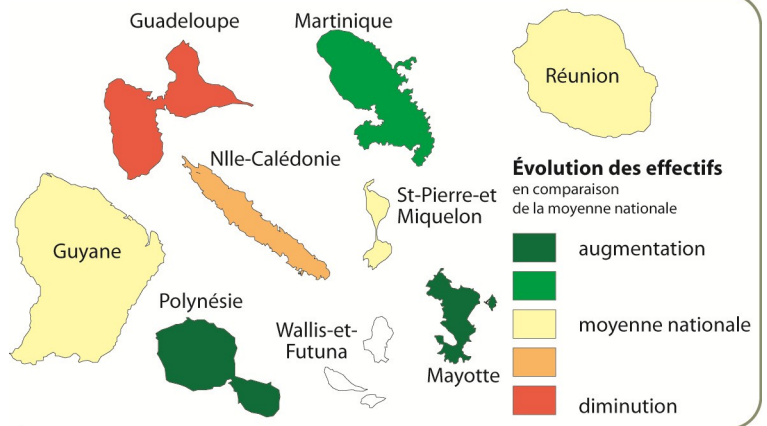 Guadeloupe
Martinique
Réunion
Nlle-Calédonie
St-Pierre-et
Miquelon
Guyane
Polynésie
Wallis-et-
Futuna
Mayotte
Évolution des effectifs
en comparaison
de la moyenne nationale
augmentation
moyenne nationale
diminution